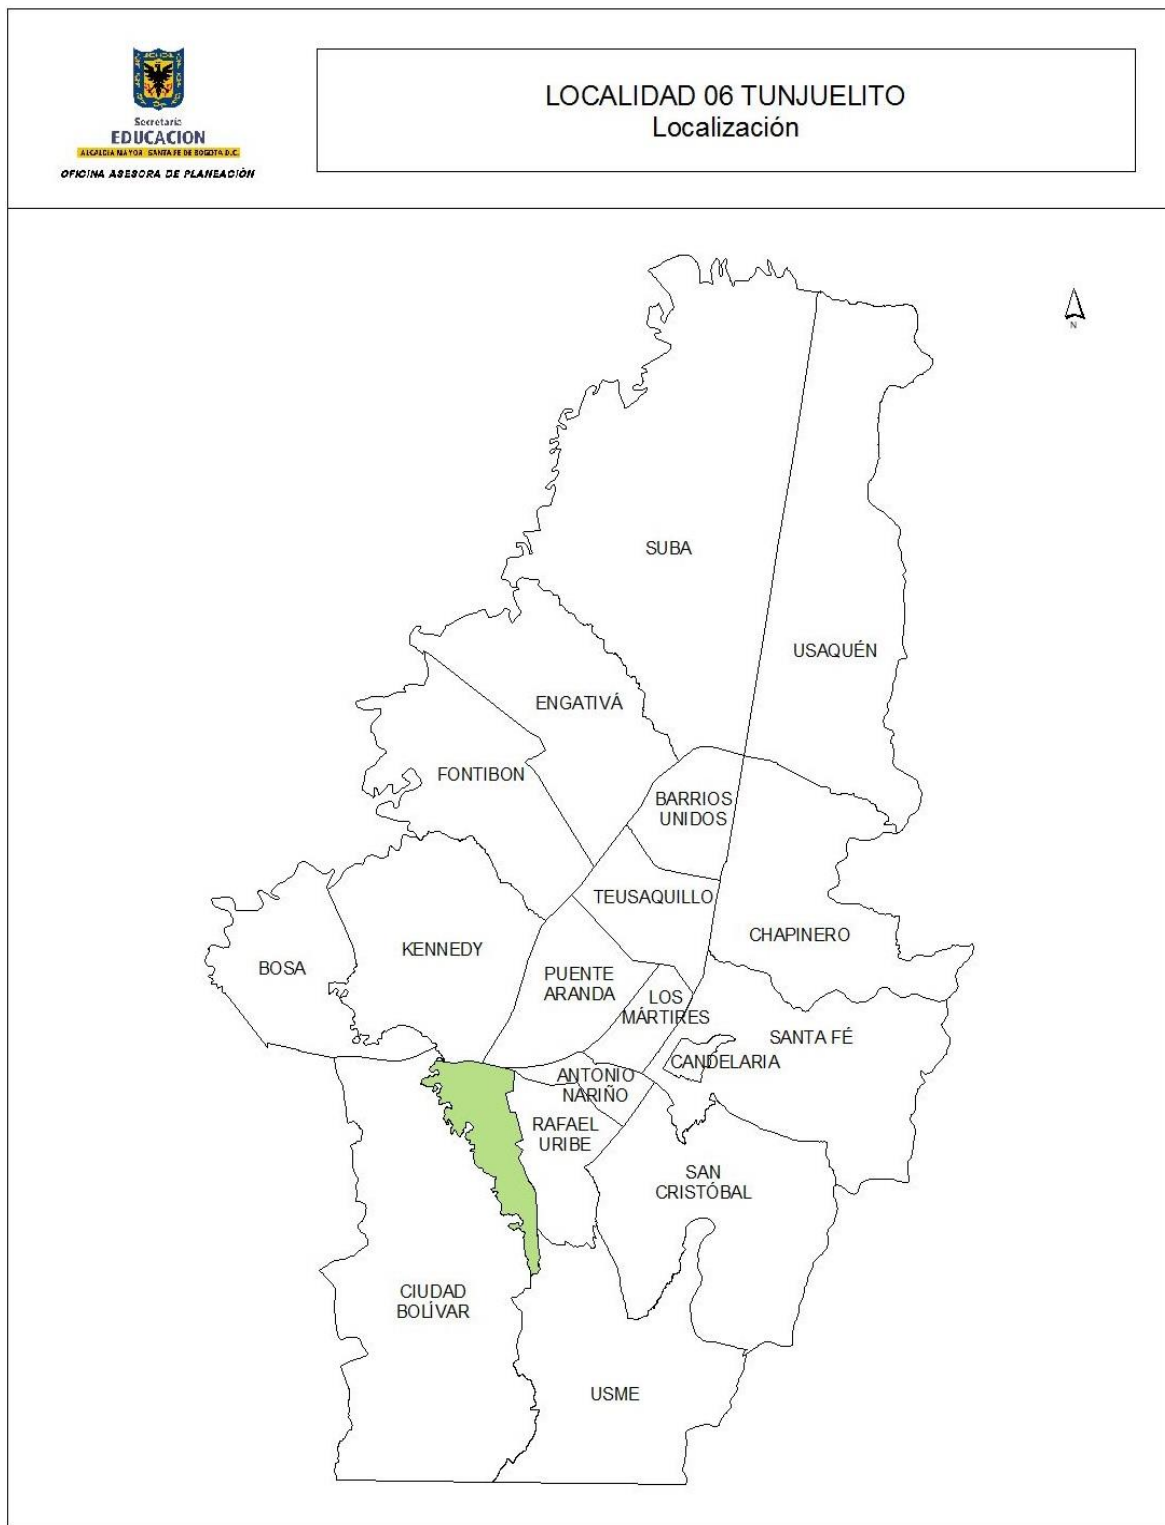 Secretaría
EDUCACION
ALCALDIA MAYOR - SANTA FE DE BOGOTA D.C.
OFICINA ASESORA DE PLANEACIÓN
LOCALIDAD 06 TUNJUELITO
Localización
N
SUBA
USAQUÉN
ENGATIVÁ
FONTIBON
BARRIOS
UNIDOS
TEUSAQUILLO
CHAPINERO
KENNEDY
BOSA
PUENTE
ARANDA
LOS
MÁRTIRES
SANTA FÉ
CANDELARIA
ANTONIO
NARIÑO
RAFAEL
URIBE
SAN
CRISTÓBAL
CIUDAD
BOLÍVAR
USME